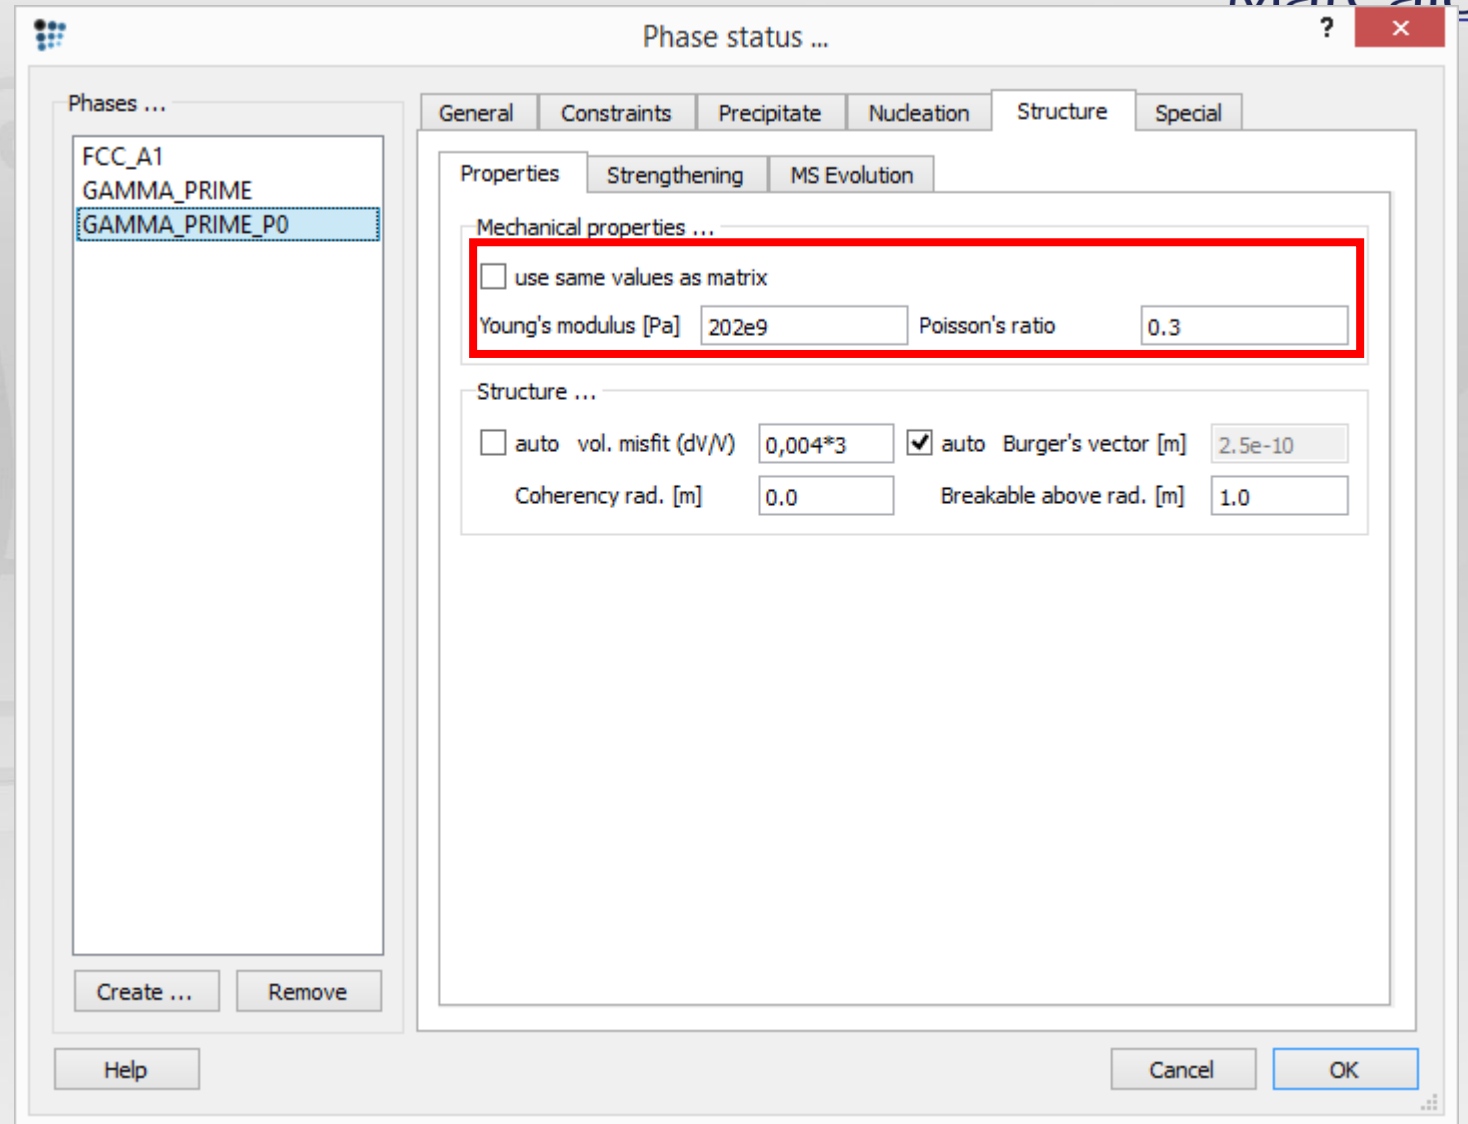 Phase status ...
?
Phases ...
FCC_A1
GAMMA_PRIME
GAMMA_PRIME_P0
Create ...
Remove
General Constraints Precipitate Nucleation Structure Special
Properties Strengthening MS Evolution
Mechanical properties ...
use same values as matrix
Young's modulus [Pa] 202e9 Poisson's ratio 0.3
Structure ...
auto vol. misfit (dV/V) 0,004*3 auto Burger's vector [m] 2.5e-10
Coherency rad. [m] 0.0 Breakable above rad. [m] 1.0
Help
Cancel
OK